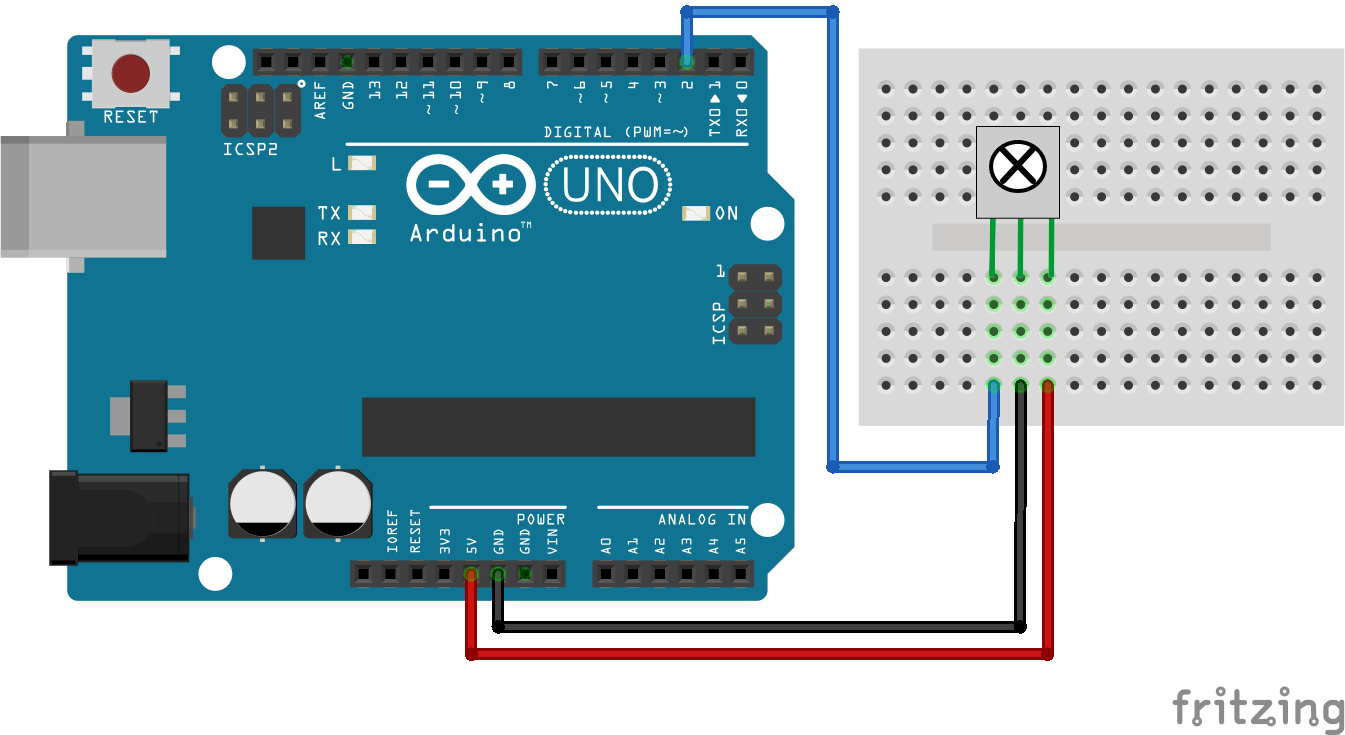 RESET
ICSP2
AREF
GND
13
12
~11
~10
~9
8
7
~6
~5
4
~3
2
TX0▶1
RX0◀0
DIGITAL (PWM=~)
L
TX
RX
Arduino™
UNO
ON
1
ICSP
POWER
ANALOG IN
IOREF
RESET
3V3
5V
GND
GND
VIN
A0
A1
A2
A3
A4
A5
fritzing